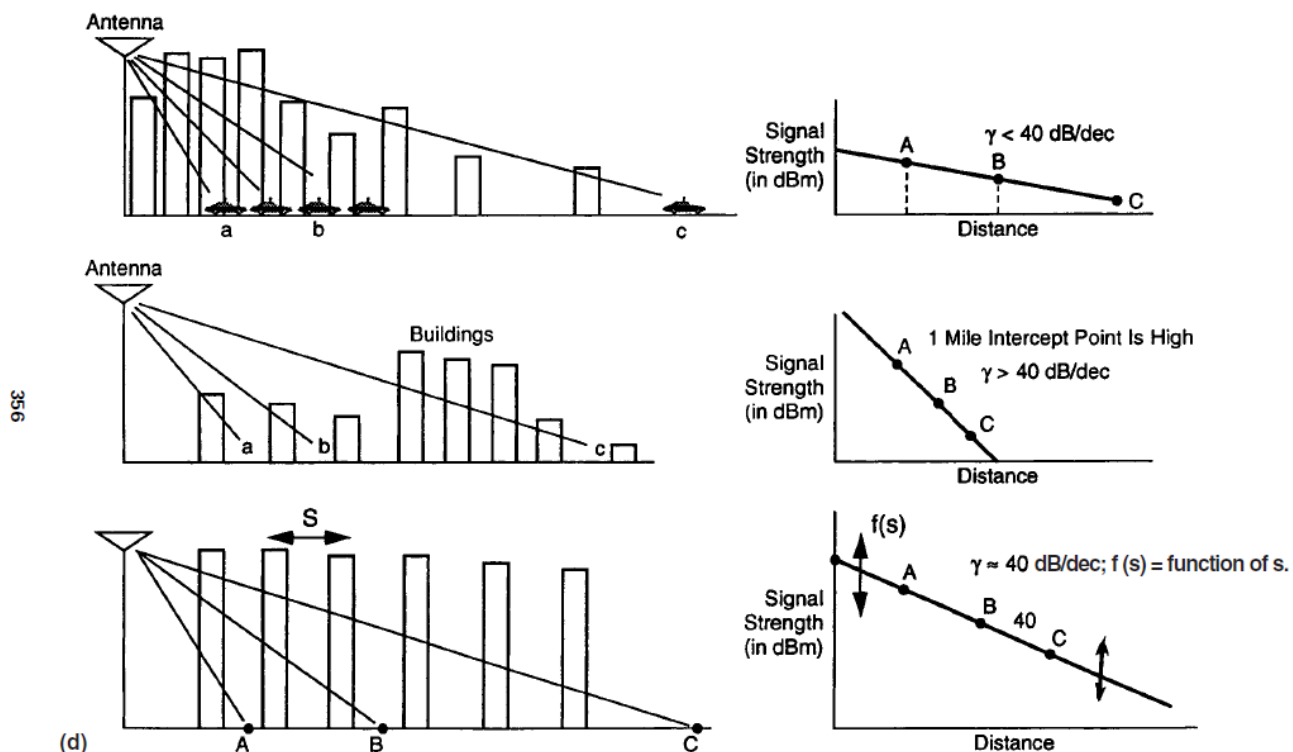 Antenna
a
b
c
Signal
Strength
(in dBm)
γ < 40 dB/dec
A
B
C
Distance
Antenna
Buildings
a
b
c
Signal
Strength
(in dBm)
1 Mile Intercept Point Is High
γ > 40 dB/dec
A
B
C
Distance
356
S
A
B
C
(d)
f(s)
γ ≈ 40 dB/dec; f (s) = function of s.
Signal
Strength
(in dBm)
A
B
40
C
Distance